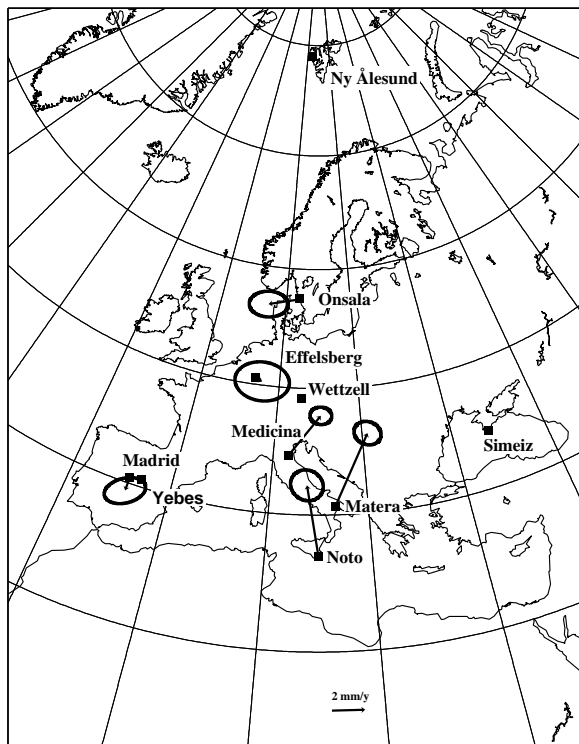 Ny Ålesund
Onsala
Effelsberg
Wettzell
Medicina
Simeiz
Madrid
Yebes
Matera
Noto
2 mm/y